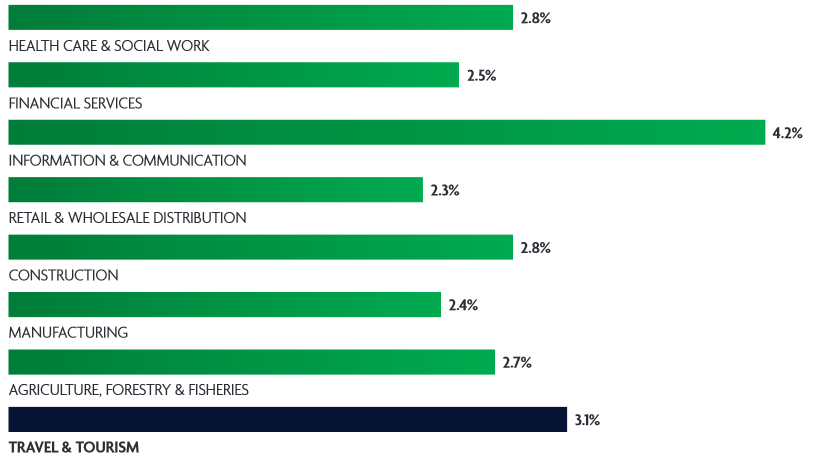 2.8%
HEALTH CARE & SOCIAL WORK
2.5%
FINANCIAL SERVICES
4.2%
INFORMATION & COMMUNICATION
2.3%
RETAIL & WHOLESALE DISTRIBUTION
2.8%
CONSTRUCTION
2.4%
MANUFACTURING
2.7%
AGRICULTURE, FORESTRY & FISHERIES
3.1%
TRAVEL & TOURISM